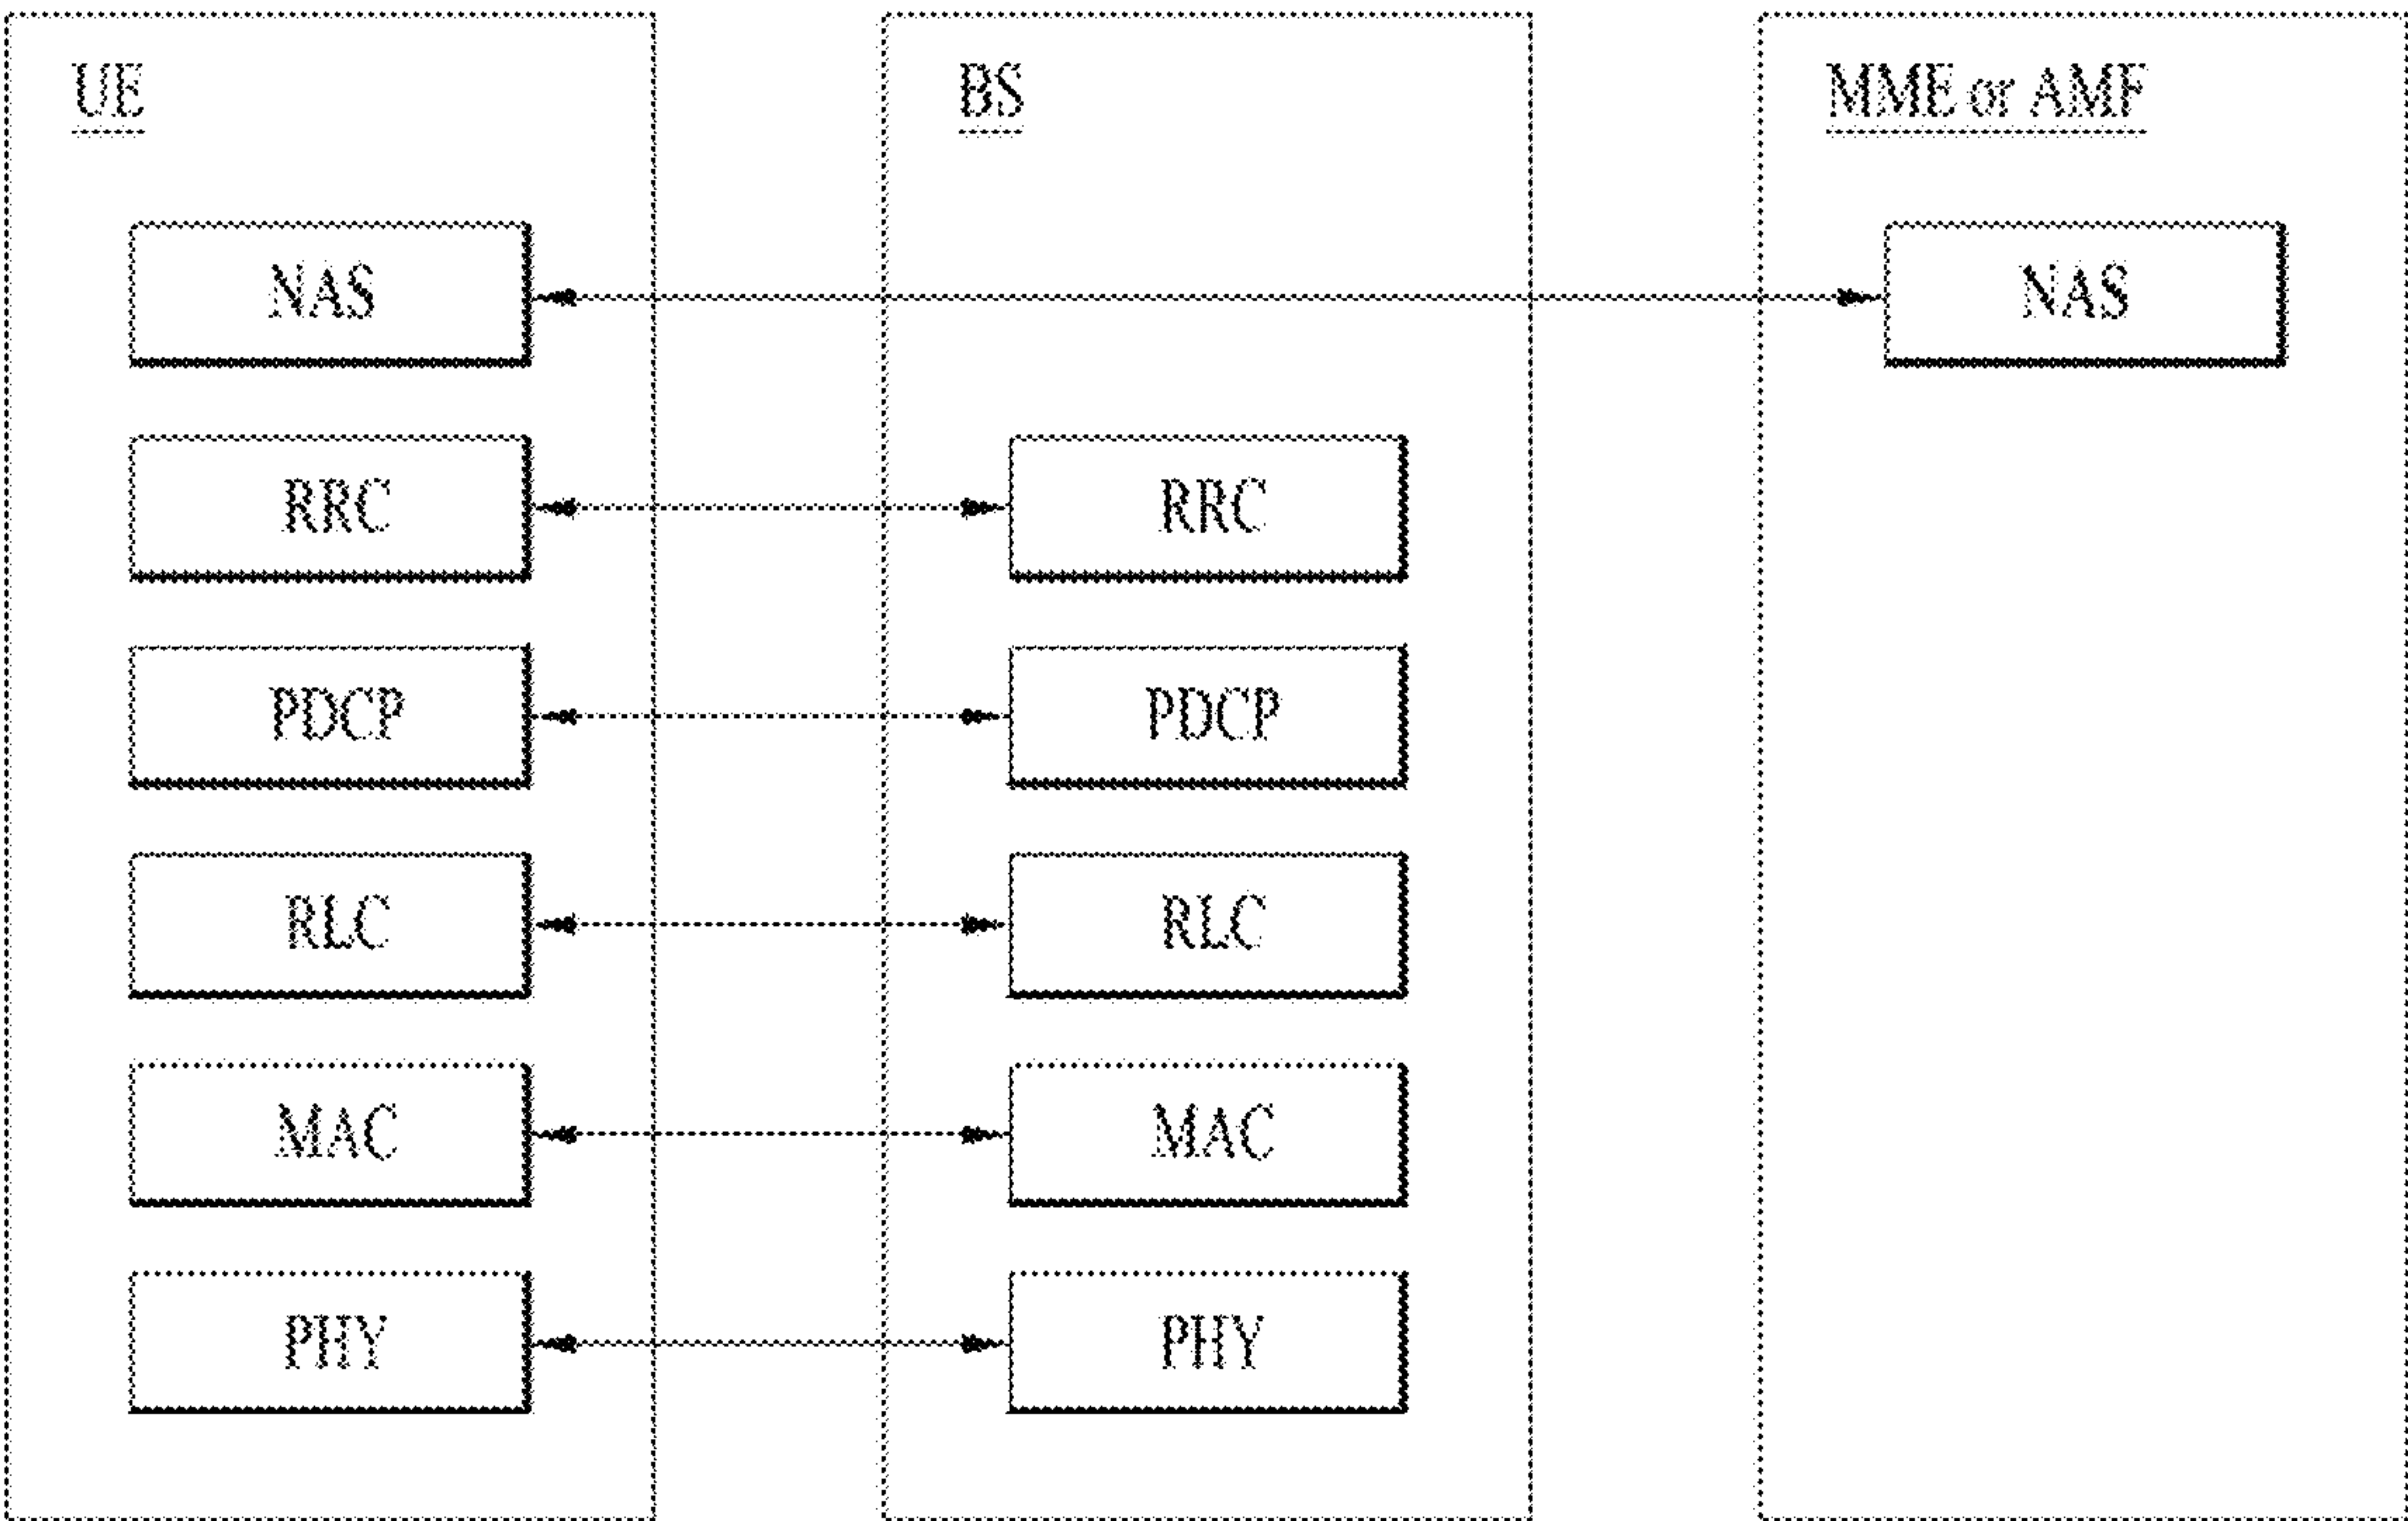 UE
BS
MME or AMF
NAS
NAS
RRC
RRC
PDCP
PDCP
RLC
RLC
MAC
MAC
PHY
PHY